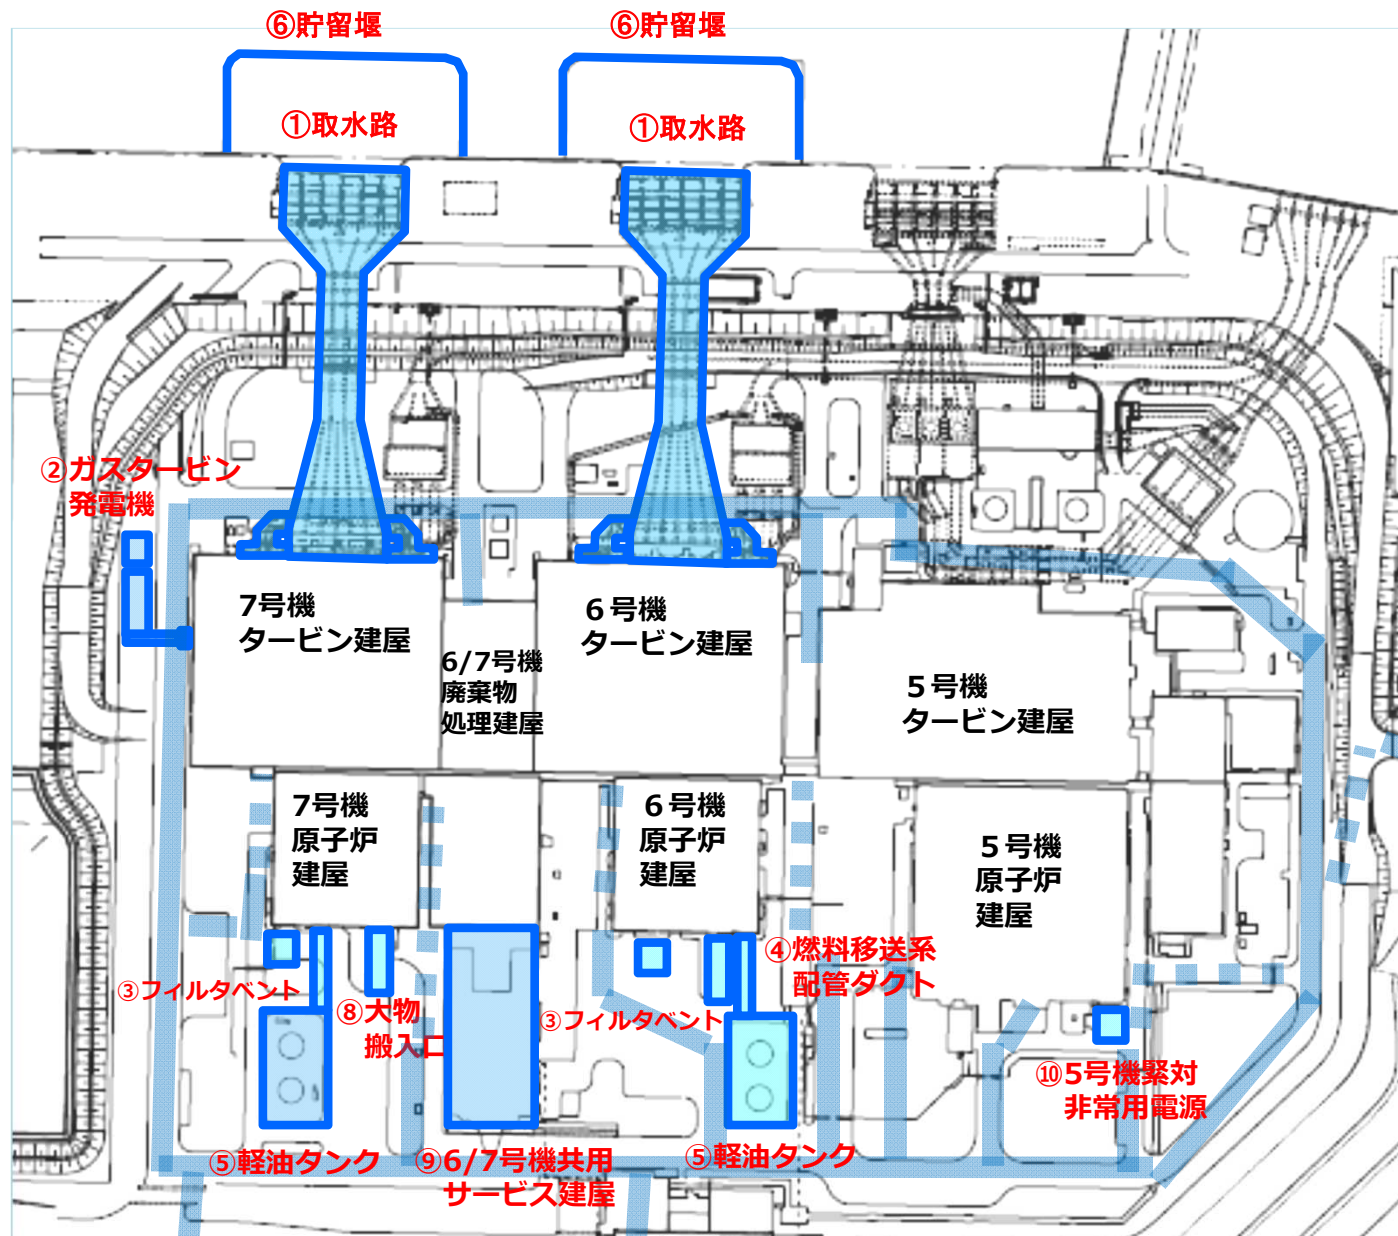 ⑥貯留堰
⑥貯留堰
①取水路
①取水路
②ガスタービン
発電機
7号機
タービン建屋
6/7号機
廃棄物
処理建屋
６号機
タービン建屋
５号機
タービン建屋
7号機
原子炉
建屋
６号機
原子炉
建屋
５号機
原子炉
建屋
③フィルタベント
⑧大物
搬入口
③フィルタベント
④燃料移送系
配管ダクト
⑩5号機緊対
非常用電源
⑤軽油タンク
⑨6/7号機共用
サービス建屋
⑤軽油タンク